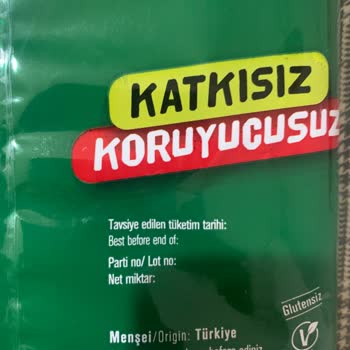 KATKISIZ
KORUYUCUSUZ
Tavsiye edilen tüketim tarihi:
Best before end of:
Parti no/ Lot no:
Net miktar:
Glutensiz
V
Menşei/Origin: Türkiye
before